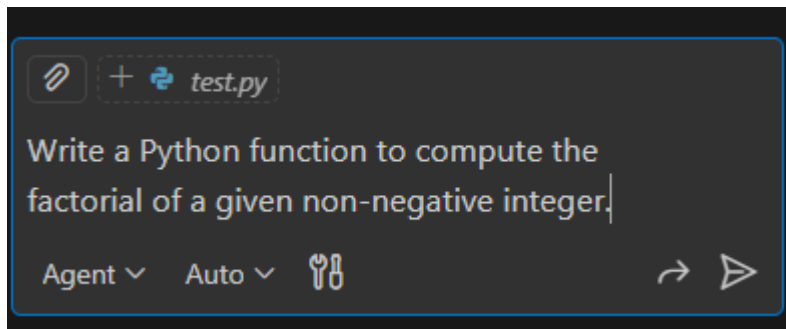 test.py
Write a Python function to compute the
factorial of a given non-negative integer.
Agent Auto